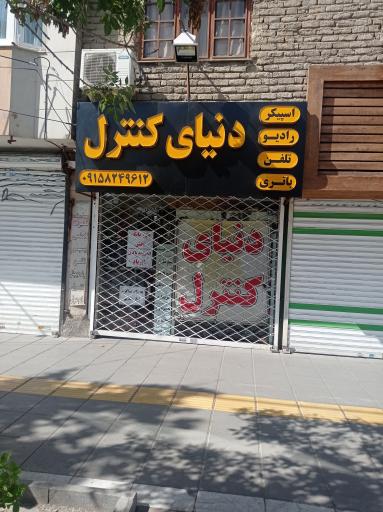 دنیای کنترل
اسپیکر
رادیو
تلفن
باتری
۰۹۱۵۸۲۴۹۶۱۲
دنیای
کنترل